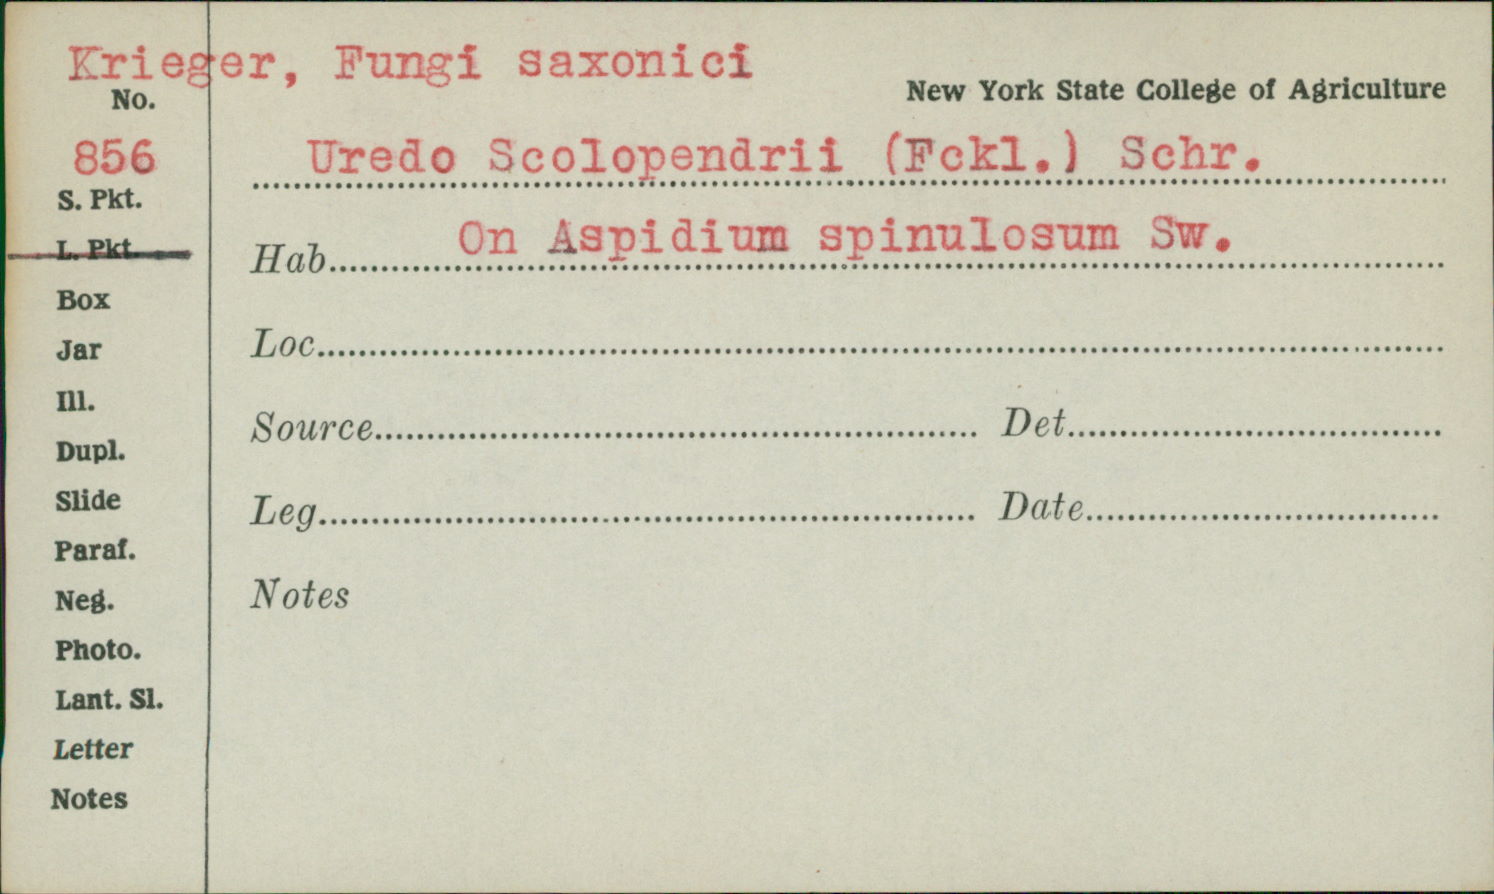 Krieger, Fungi saxonici
No.
New York State College of Agriculture
856
Uredo Scolopendrii (Fckl.) Schr.
S. Pkt.
L. Pkt.
Hab. On Aspidium spinulosum Sw.
Box
Jar
Loc.
Ill.
Source Det.
Dupl.
Slide
Leg. Date
Paraf.
Neg.
Notes
Photo.
Lant. Sl.
Letter
Notes